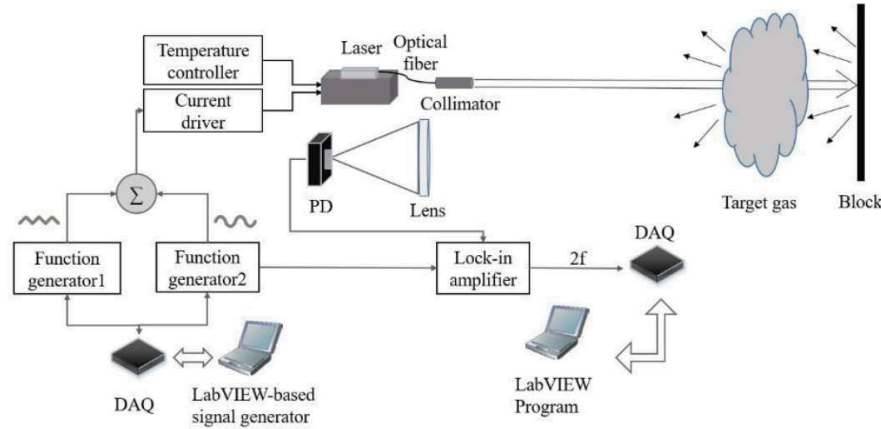 Temperature
controller
Laser
Optical
fiber
Collimator
Current
driver
Target gas
Block
Σ
PD
Lens
Function
generator1
Function
generator2
Lock-in
amplifier
2f
DAQ
DAQ
LabVIEW-based
signal generator
LabVIEW
Program